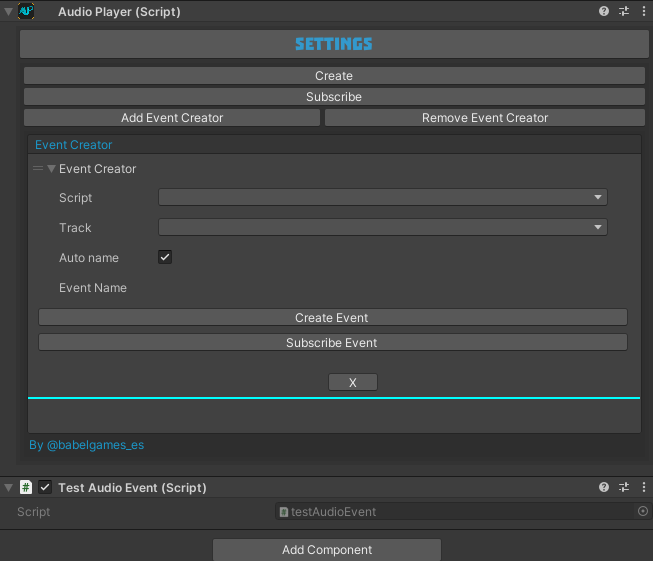 Audio Player (Script)
SETTINGS
Create
Subscribe
Add Event Creator Remove Event Creator
Event Creator
Event Creator
Script
Track
Auto name
Event Name
Create Event
Subscribe Event
X
By @babelgames_es
# Test Audio Event (Script)
Script # testAudioEvent
Add Component